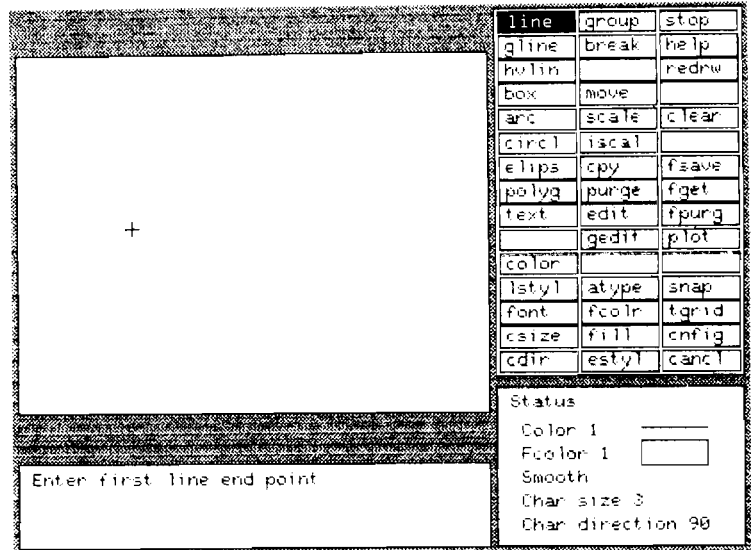 line group stop
gline break help
hvlin redrw
box move
arc scale clear
circl iscal
elips cpy fsave
polyg purge fget
text edit fpurg
gedit plot
color
lstyl atype snap
font fcolr tgrid
csize fill cnfig
cdir estyl cancl
Status
Color 1
Fcolor 1
Smooth
Char size 3
Char direction 90
Enter first line end point